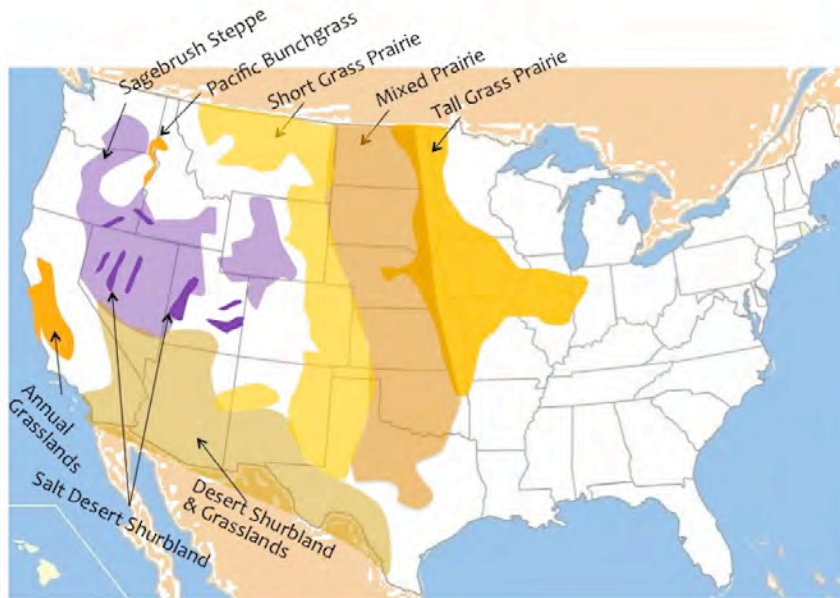 Sagebrush Steppe
Pacific Bunchgrass
Short Grass Prairie
Mixed Prairie
Tall Grass Prairie
Annual
Grasslands
Salt Desert Shurbland
Desert Shurbland
& Grasslands